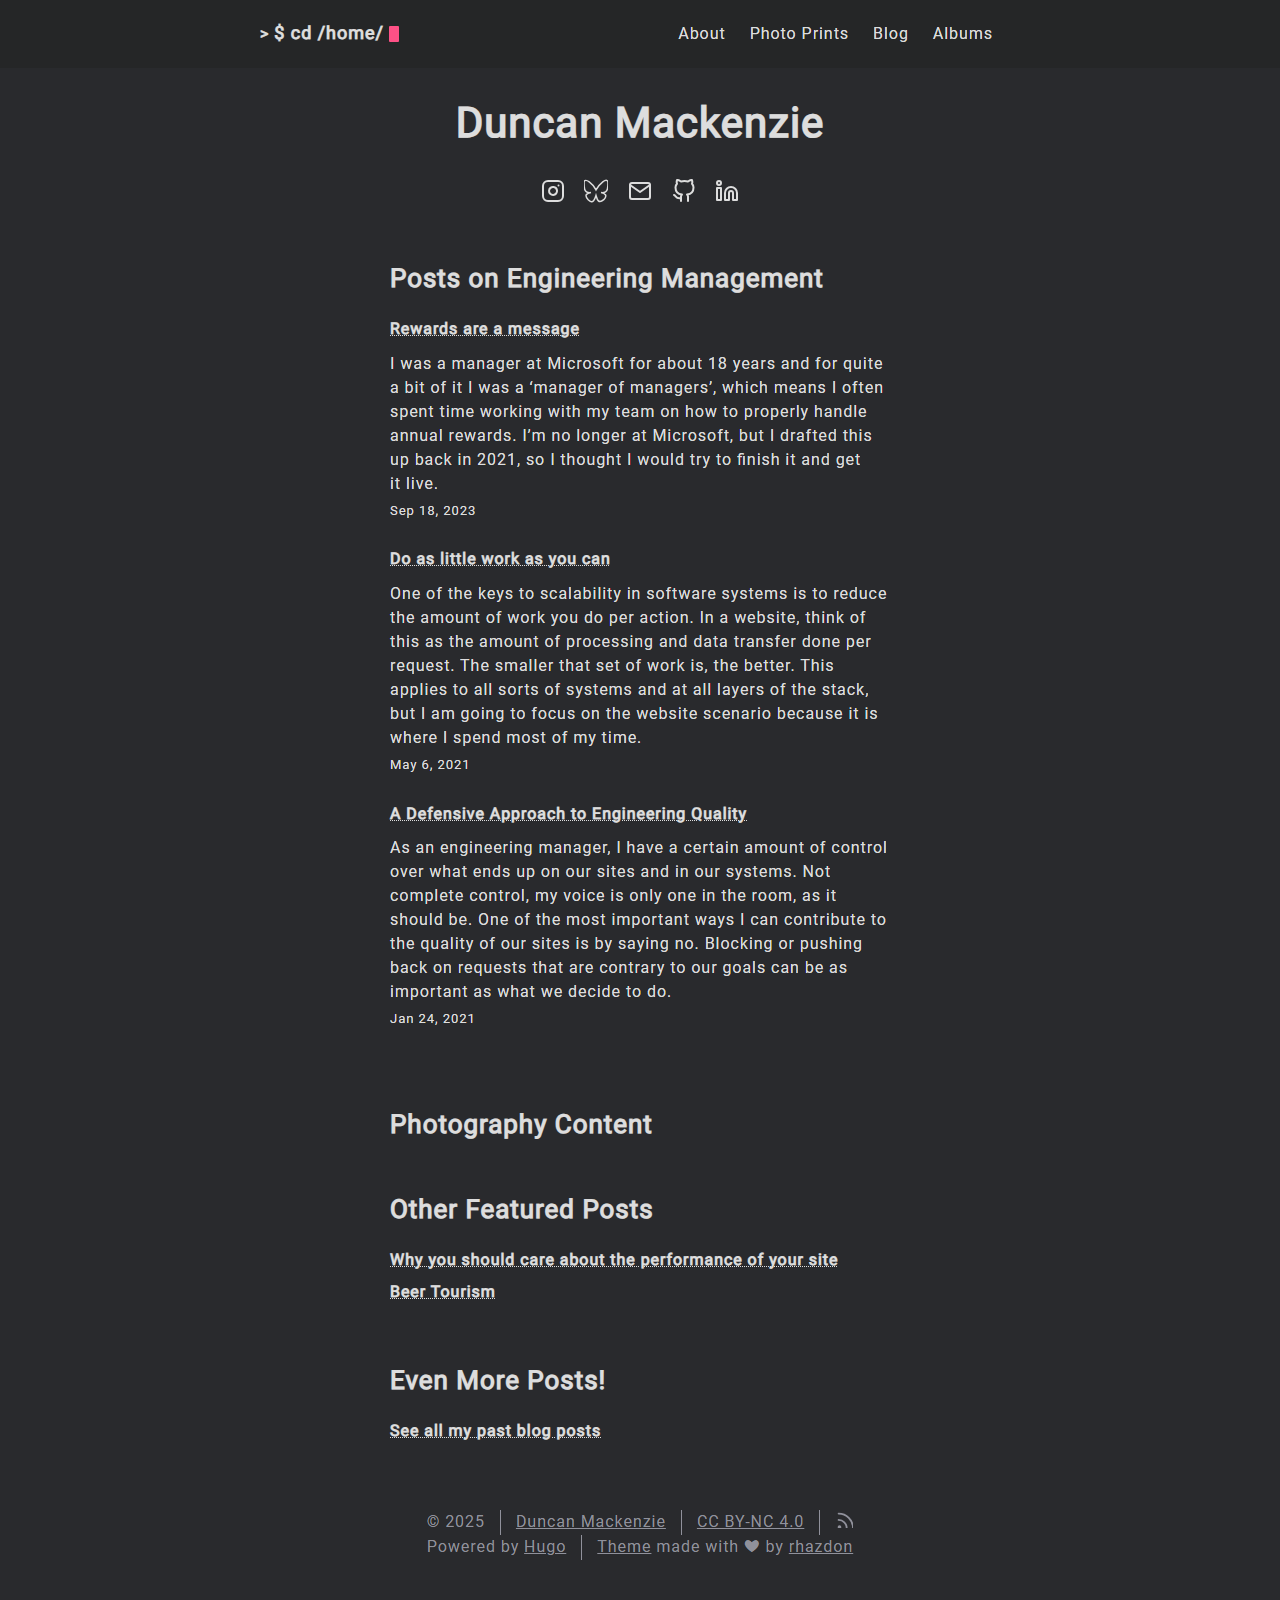 > $ cd /home/
About Photo Prints Blog Albums
Duncan Mackenzie
Posts on Engineering Management
Rewards are a message
I was a manager at Microsoft for about 18 years and for quite
a bit of it I was a ‘manager of managers’, which means I often
spent time working with my team on how to properly handle
annual rewards. I’m no longer at Microsoft, but I drafted this
up back in 2021, so I thought I would try to finish it and get
it live.
Sep 18, 2023
Do as little work as you can
One of the keys to scalability in software systems is to reduce
the amount of work you do per action. In a website, think of
this as the amount of processing and data transfer done per
request. The smaller that set of work is, the better. This
applies to all sorts of systems and at all layers of the stack,
but I am going to focus on the website scenario because it is
where I spend most of my time.
May 6, 2021
A Defensive Approach to Engineering Quality
As an engineering manager, I have a certain amount of control
over what ends up on our sites and in our systems. Not
complete control, my voice is only one in the room, as it
should be. One of the most important ways I can contribute to
the quality of our sites is by saying no. Blocking or pushing
back on requests that are contrary to our goals can be as
important as what we decide to do.
Jan 24, 2021
Photography Content
Other Featured Posts
Why you should care about the performance of your site
Beer Tourism
Even More Posts!
See all my past blog posts
© 2025 Duncan Mackenzie CC BY-NC 4.0
Powered by Hugo Theme made with ♥ by rhazdon